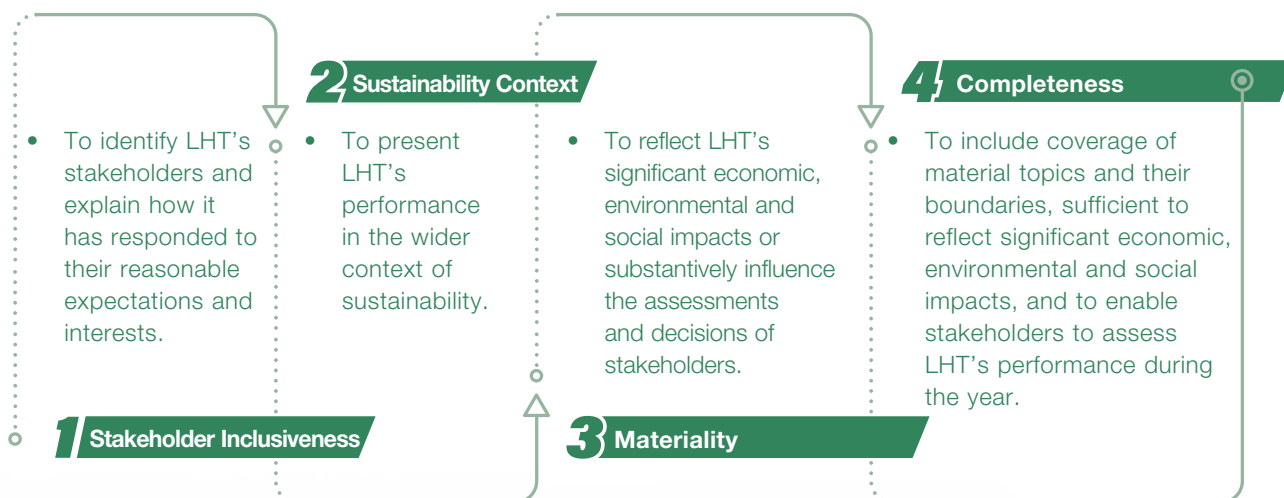 1 Stakeholder Inclusiveness
• To identify LHT's
stakeholders and
explain how it
has responded to
their reasonable
expectations and
interests.
2 Sustainability Context
• To present
LHT's
performance
in the wider
context of
sustainability.
3 Materiality
• To reflect LHT's
significant economic,
environmental and
social impacts or
substantively influence
the assessments
and decisions of
stakeholders.
4 Completeness
• To include coverage of
material topics and their
boundaries, sufficient to
reflect significant economic,
environmental and social
impacts, and to enable
stakeholders to assess
LHT's performance during
the year.